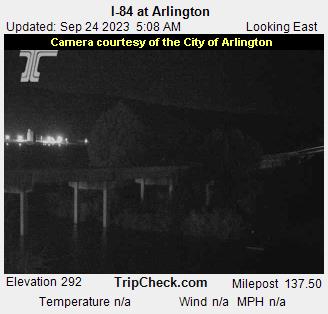 I-84 at Arlington
Updated: Sep 24 2023 5:08 AM Looking East
Camera courtesy of the City of Arlington
Elevation 292 TripCheck.com Milepost 137.50
Temperature n/a Wind n/a MPH n/a